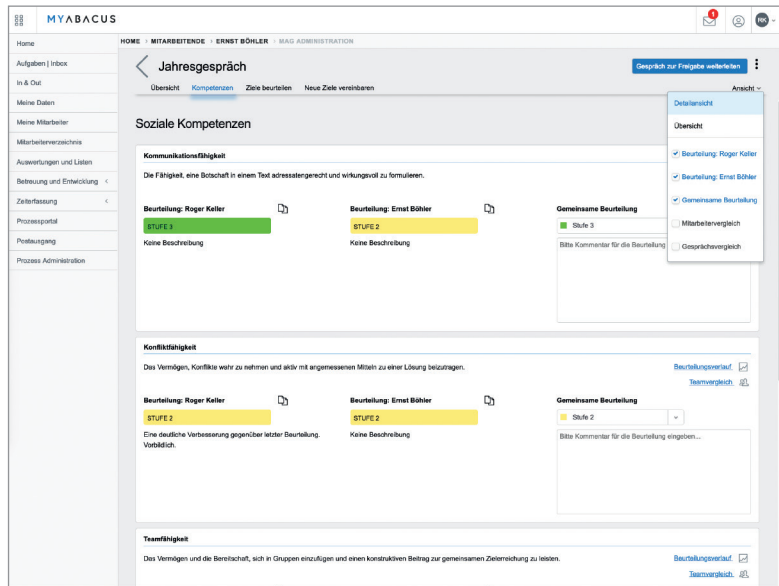 MYABACUS
1
RK
Home
Aufgaben | Inbox
In & Out
Meine Daten
Meine Mitarbeiter
Mitarbeiterverzeichnis
Auswertungen und Listen
Betreuung und Entwicklung
Zeiterfassung
Prozessportal
Postausgang
Prozess Administration
HOME › MITARBEITENDE › ERNST BÖHLER › MAG ADMINISTRATION
Jahresgespräch
Gespräch zur Freigabe weiterleiten
Übersicht Kompetenzen Ziele beurteilen Neue Ziele vereinbaren Ansicht
Detailansicht
Übersicht
Beurteilung: Roger Keller
Beurteilung: Ernst Böhler
Gemeinsame Beurteilung
Mitarbeitervergleich
Gesprächsvergleich
Soziale Kompetenzen
Kommunikationsfähigkeit
Die Fähigkeit, eine Botschaft in einem Text adressatengerecht und wirkungsvoll zu formulieren.
Beurteilung: Roger Keller Beurteilung: Ernst Böhler Gemeinsame Beurteilung
STUFE 3 STUFE 2 Stufe 3
Keine Beschreibung Keine Beschreibung Bitte Kommentar für die Beurteilung
Konfliktfähigkeit
Das Vermögen, Konflikte wahr zu nehmen und aktiv mit angemessenen Mitteln zu einer Lösung beizutragen. Beurteilungsverlauf
Teamvergleich
Beurteilung: Roger Keller Beurteilung: Ernst Böhler Gemeinsame Beurteilung
STUFE 2 STUFE 2 Stufe 2
Eine deutliche Verbesserung gegenüber letzter Beurteilung. Keine Beschreibung Bitte Kommentar für die Beurteilung eingeben...
Vorbildlich.
Teamfähigkeit
Das Vermögen und die Bereitschaft, sich in Gruppen einzufügen und einen konstruktiven Beitrag zur gemeinsamen Zielerreichung zu leisten. Beurteilungsverlauf
Teamvergleich